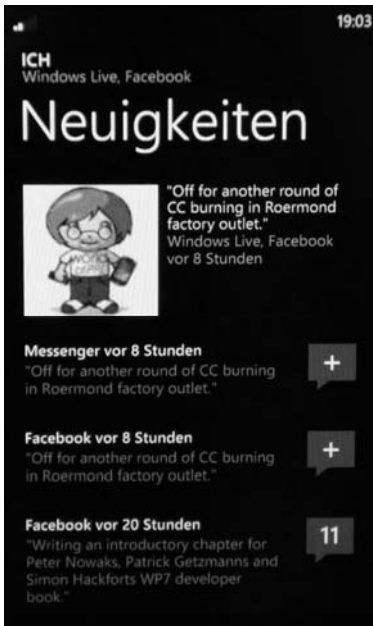 19:03
ICH
Windows Live, Facebook
Neuigkeiten
"Off for another round of
CC burning in Roermond
factory outlet."
Windows Live, Facebook
vor 8 Stunden
WORLD
DEPP!
Messenger vor 8 Stunden
"Off for another round of CC burning
in Roermond factory outlet."
+
Facebook vor 8 Stunden
"Off for another round of CC burning
in Roermond factory outlet."
+
Facebook vor 20 Stunden
"Writing an introductory chapter for
Peter Nowaks, Patrick Getzmanns and
Simon Hackforts WP7 developer
book."
11